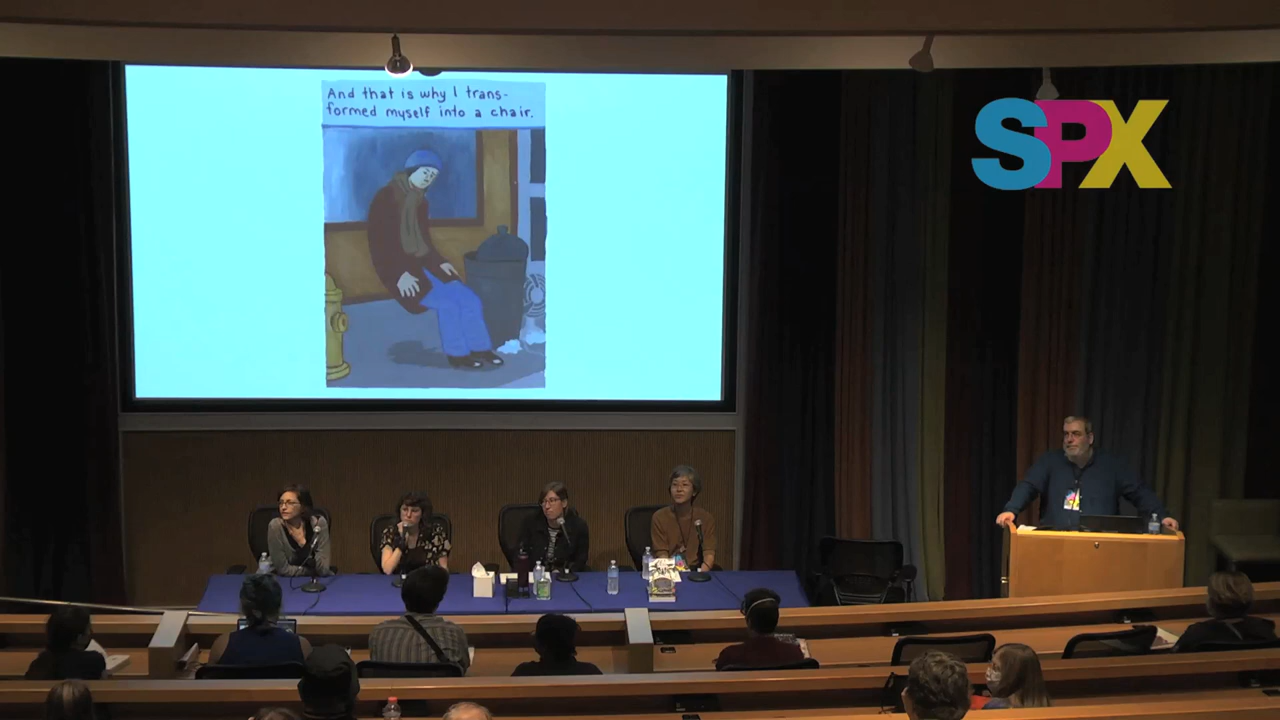 And that is why I trans-
formed myself into a chair.
SPX